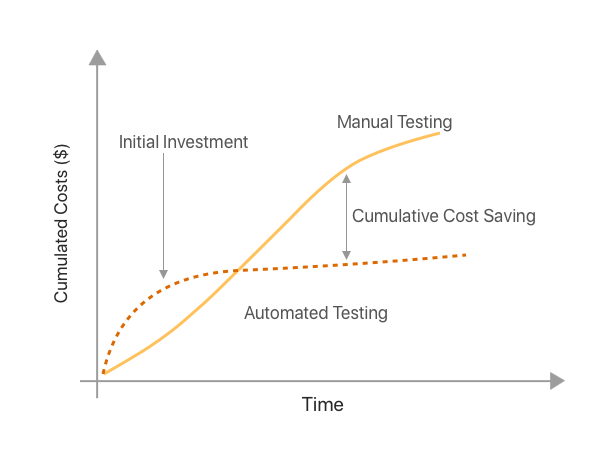 Manual Testing
Initial Investment
Cumulated Costs ($)
Cumulative Cost Saving
Automated Testing
Time